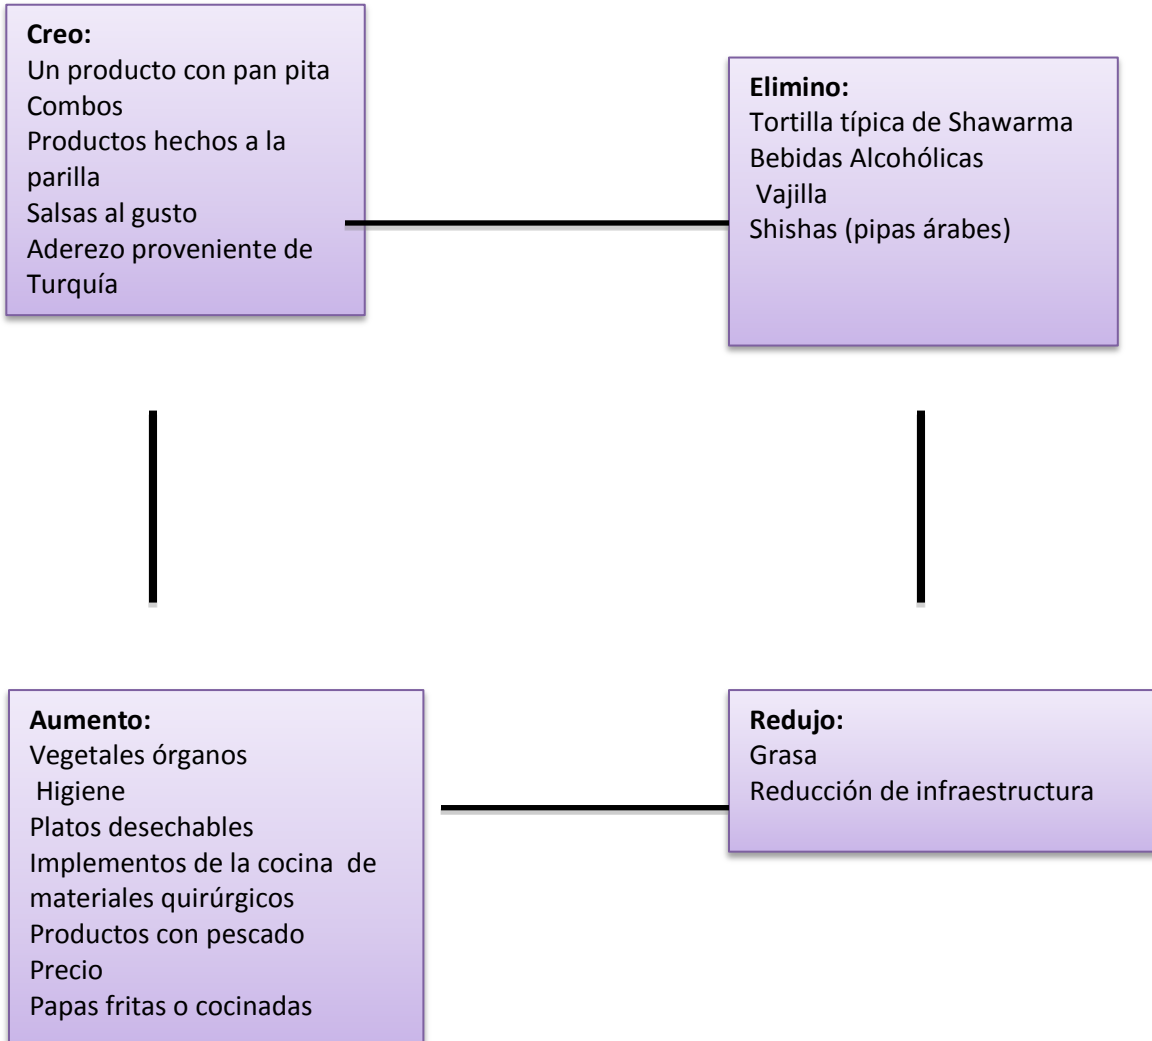 Creo:
Un producto con pan pita
Combos
Productos hechos a la
parilla
Salsas al gusto
Aderezo proveniente de
Turquía
Elimino:
Tortilla típica de Shawarma
Bebidas Alcohólicas
Vajilla
Shishas (pipas árabes)
Aumento:
Vegetales órganos
Higiene
Platos desechables
Implementos de la cocina de
materiales quirúrgicos
Productos con pescado
Precio
Papas fritas o cocinadas
Redujo:
Grasa
Reducción de infraestructura